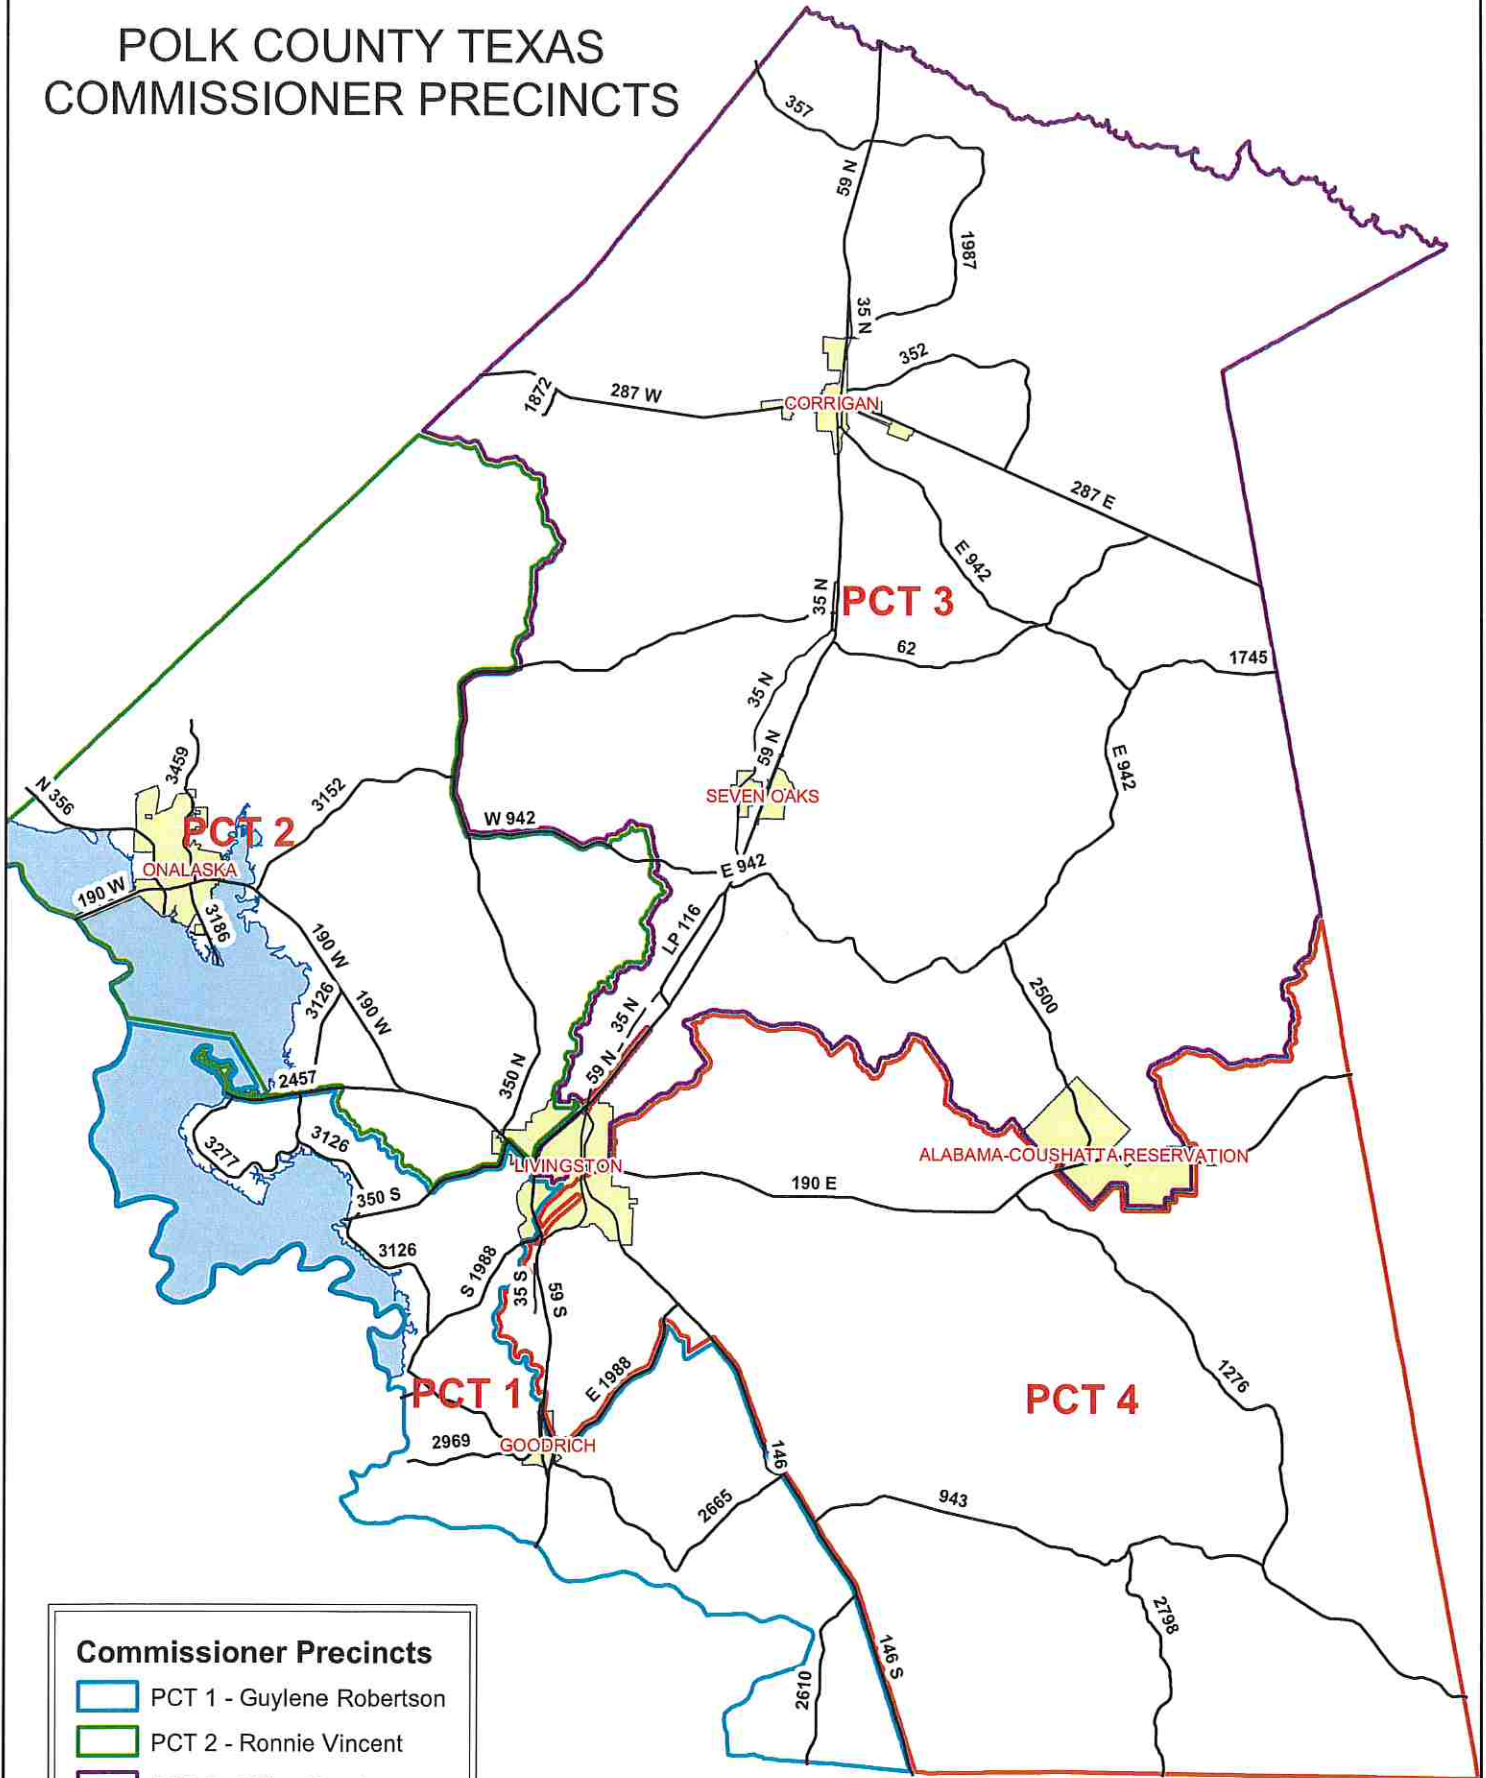 POLK COUNTY TEXAS
COMMISSIONER PRECINCTS
357
59 N
1987
35 N
352
1872
287 W
CORRIGAN
287 E
E 942
35 N
PCT 3
62
1745
35 N
59 N
E 942
3459
N 356
3152
SEVEN OAKS
W 942
PCT 2
ONALASKA
E 942
190 W
3186
LP 116
190 W
3126
190 W
35 N
2500
59 N
350 N
2457
3126
3277
LIVINGSTON
ALABAMA-COUSHATTA RESERVATION
190 E
350 S
3126
S 1988
35 S
59 S
E 1988
1276
PCT 1
PCT 4
2969
GOODRICH
146
2665
943
2798
146 S
2610
Commissioner Precincts
PCT 1 - Guylene Robertson
PCT 2 - Ronnie Vincent